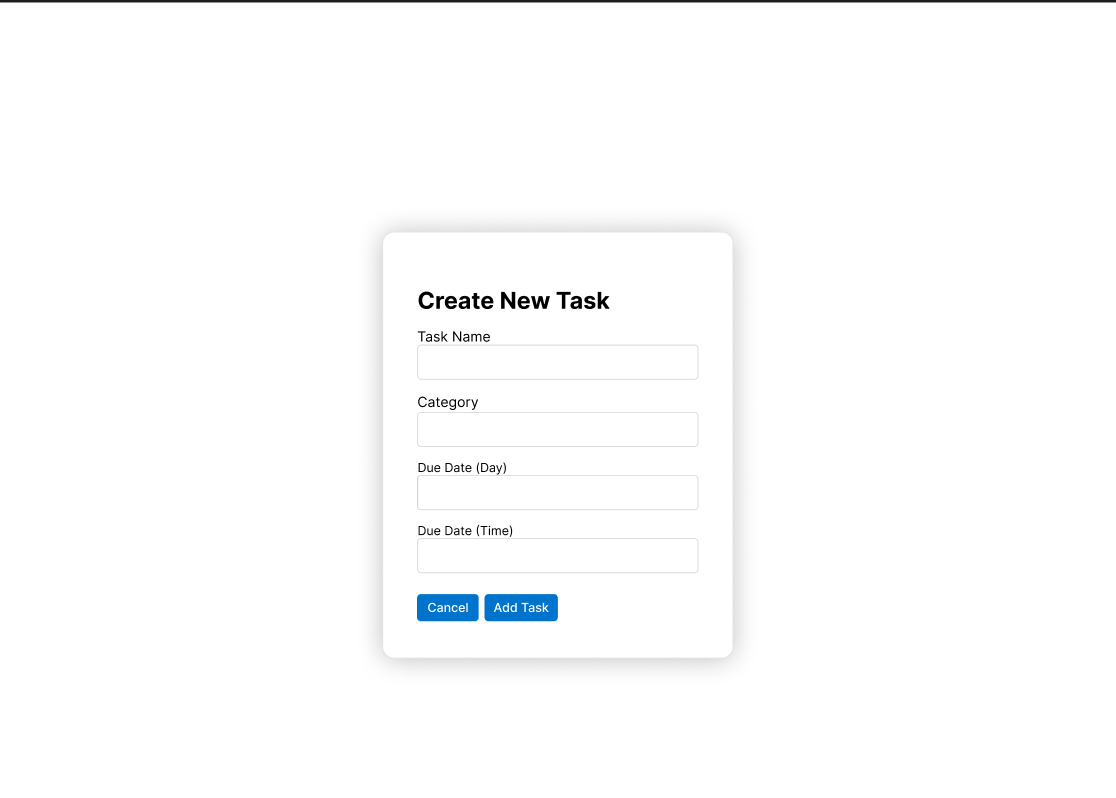 Create New Task
Task Name
Category
Due Date (Day)
Due Date (Time)
Cancel Add Task